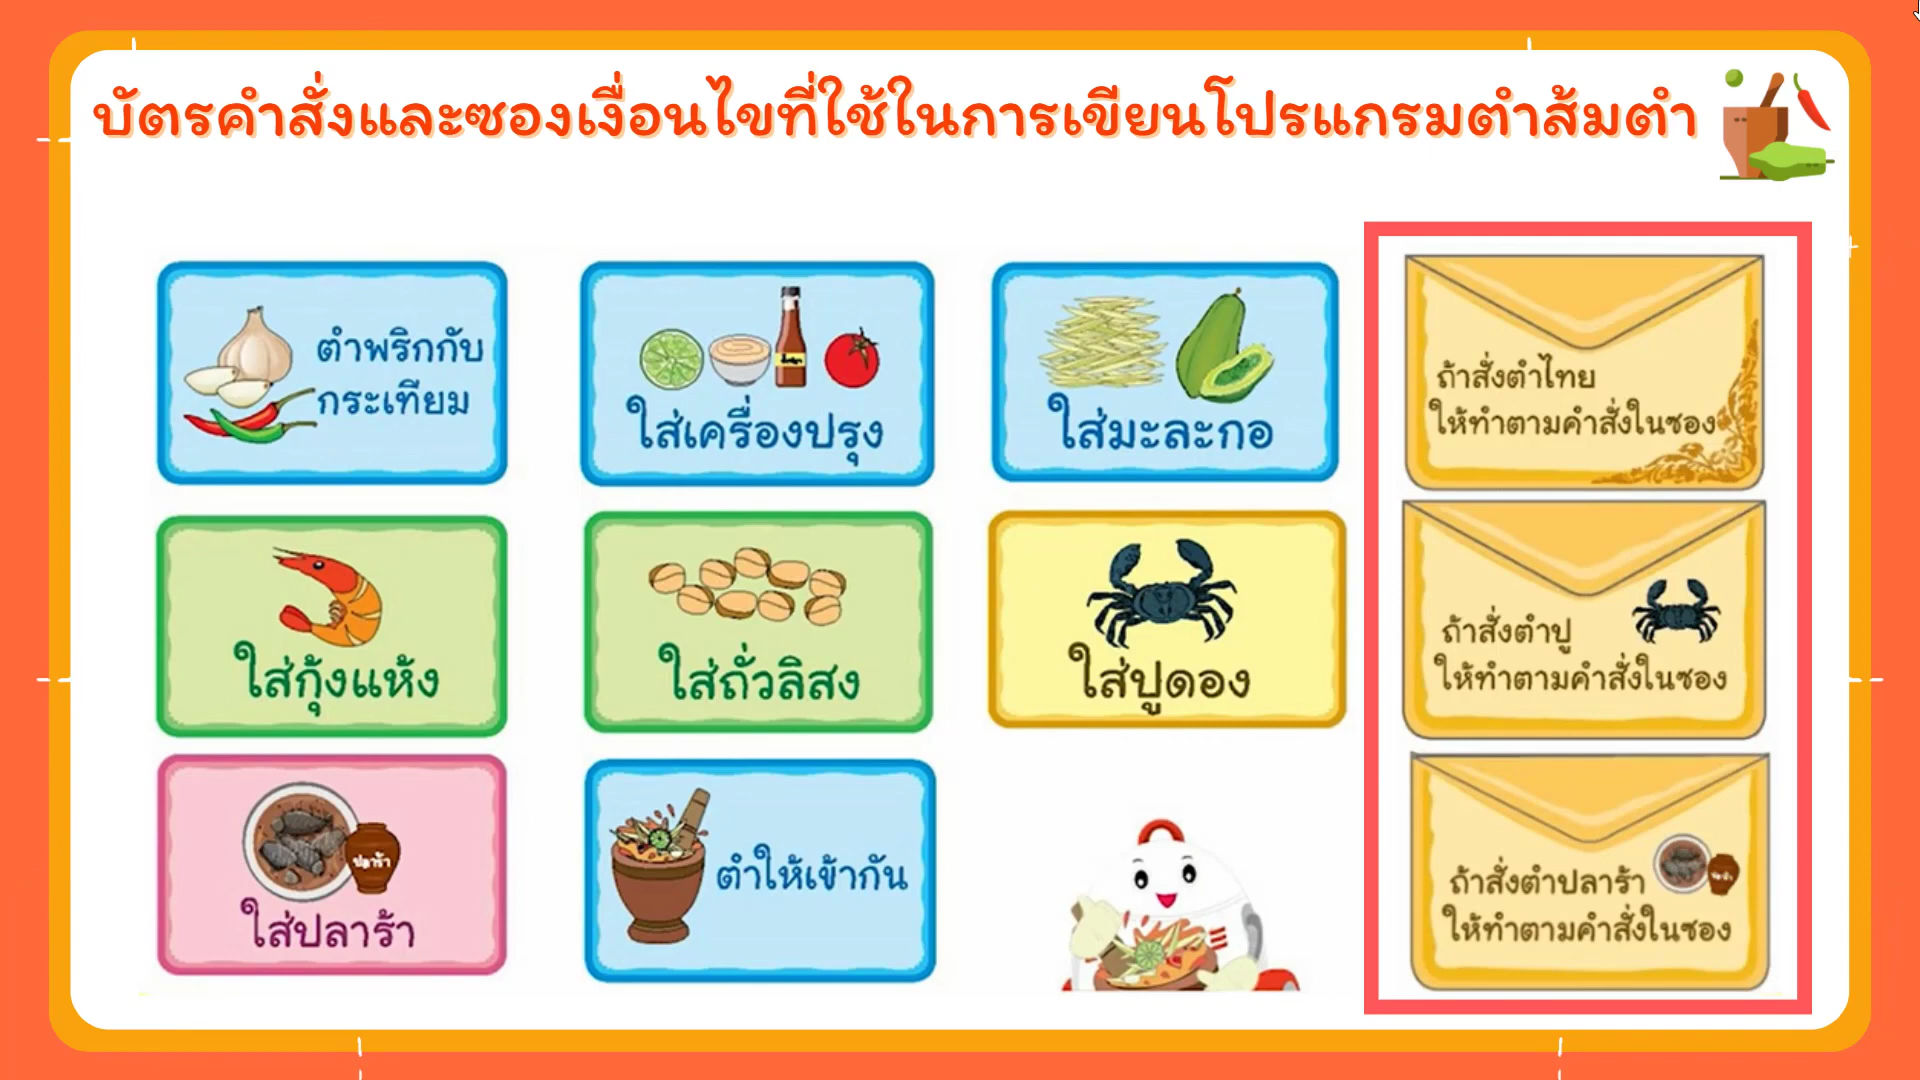 บัตรคำสั่งและซองเงื่อนไขที่ใช้ในการเขียนโปรแกรมตำส้มตำ
ตำพริกกับ
กระเทียม
ใส่เครื่องปรุง
ใส่มะละกอ
ถ้าสั่งตำไทย
ให้ทำตามคำสั่งในซอง
ใส่กุ้งแห้ง
ใส่ถั่วลิสง
ใส่ปูดอง
ถ้าสั่งตำปู
ให้ทำตามคำสั่งในซอง
ปลาร้า
ใส่ปลาร้า
ตำให้เข้ากัน
ถ้าสั่งตำปลาร้า
ให้ทำตามคำสั่งในซอง